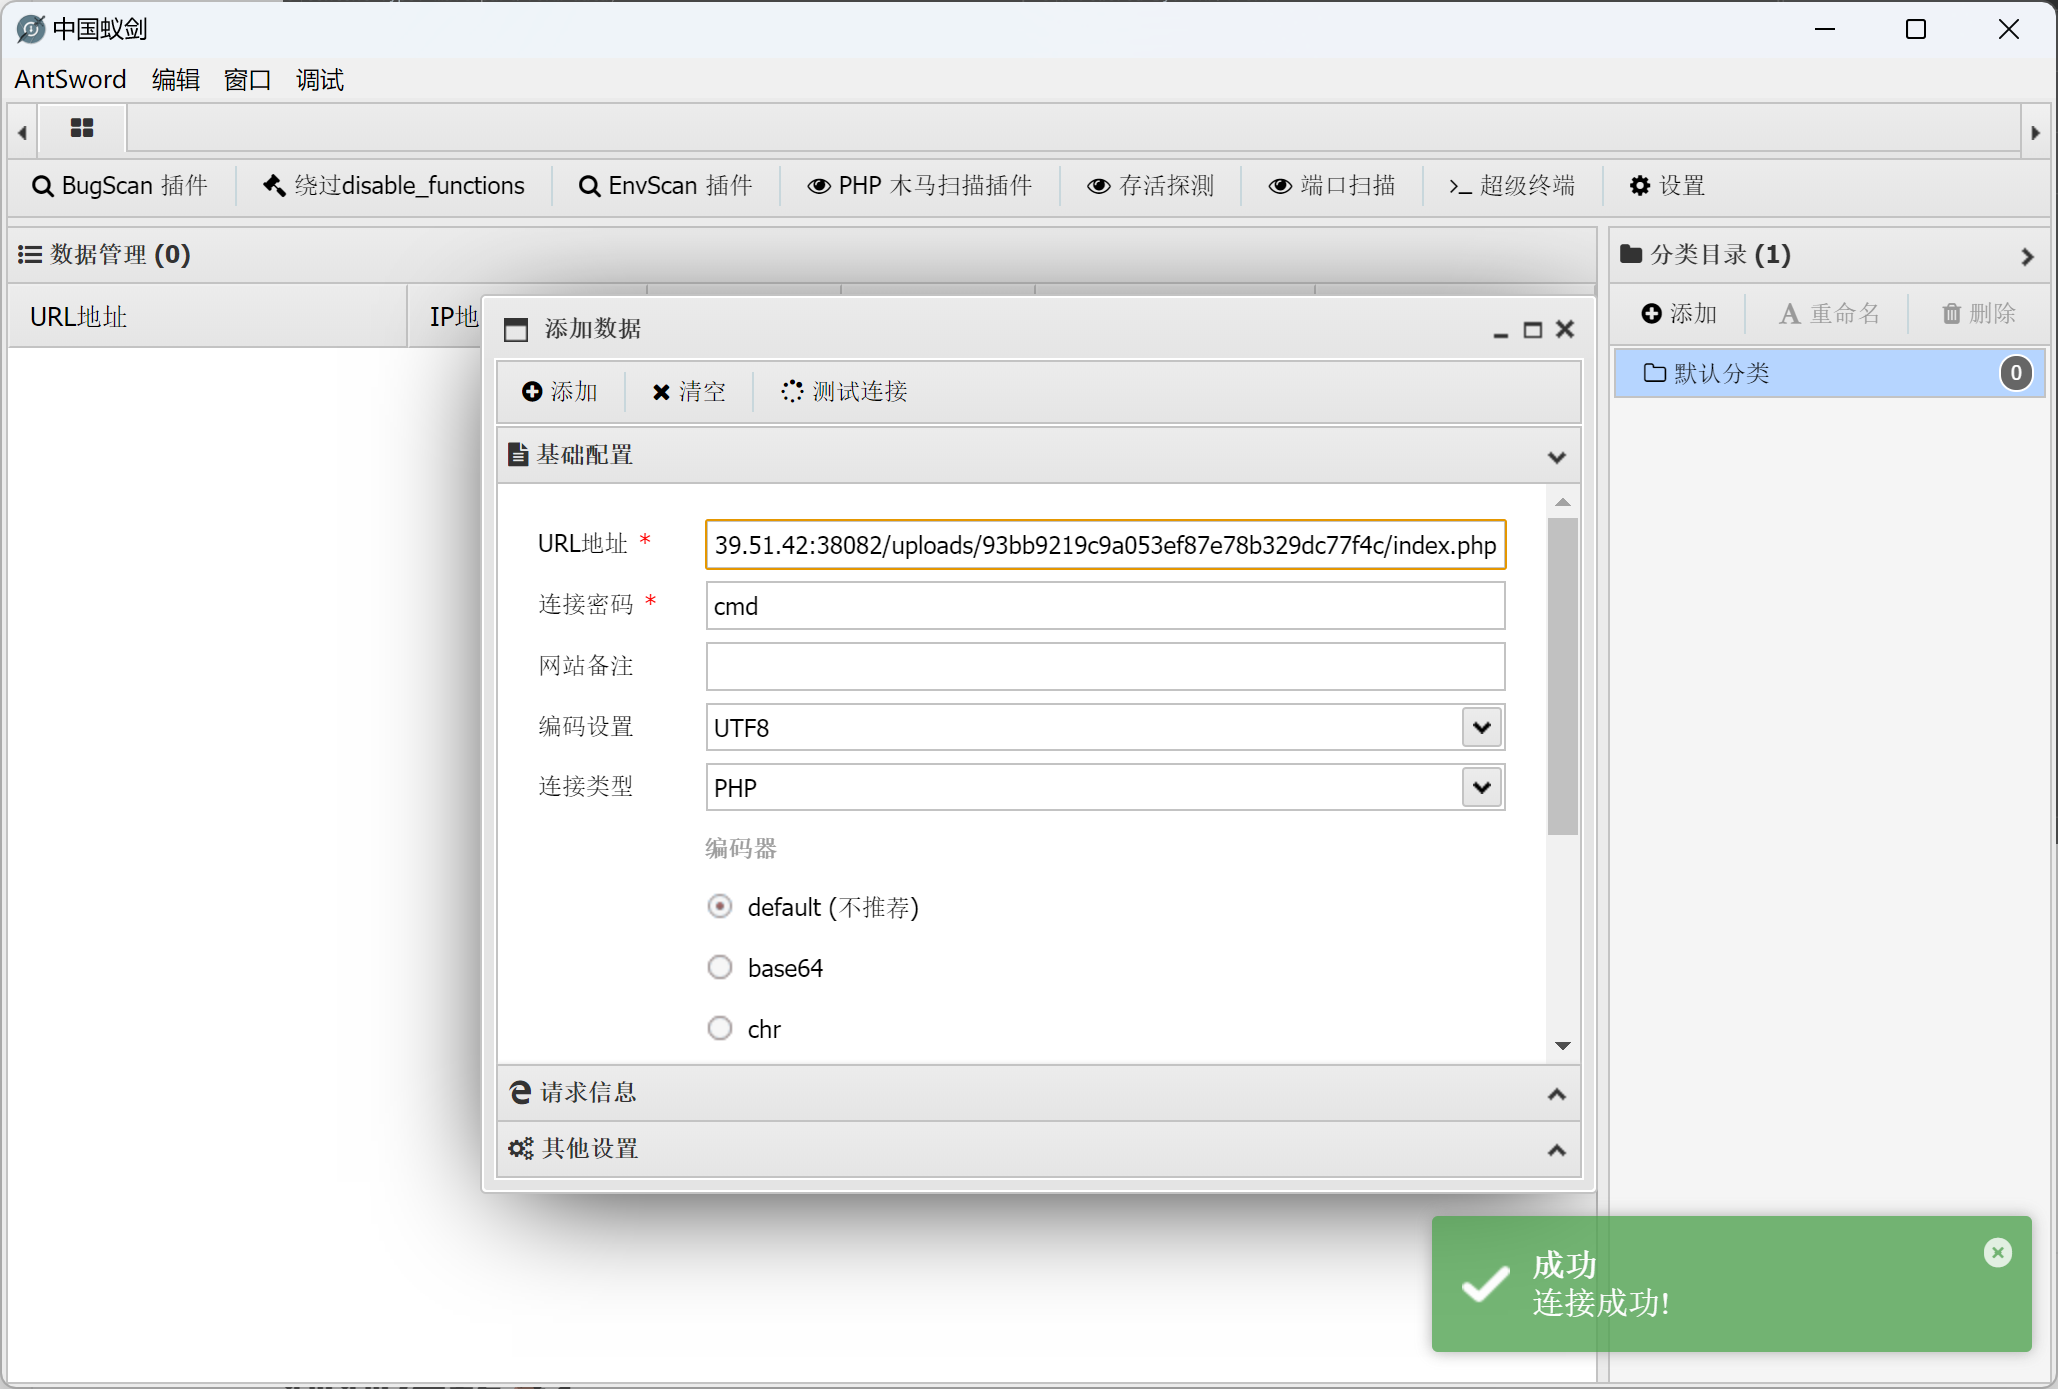 中国蚁剑
AntSword 编辑 窗口 调试
BugScan 插件 绕过disable_functions EnvScan 插件 PHP 木马扫描插件 存活探测 端口扫描 >_ 超级终端 设置
数据管理 (0)
URL地址 IP地
分类目录 (1)
添加 重命名 删除
默认分类 0
添加数据
添加 清空 测试连接
基础配置
URL地址 * 39.51.42:38082/uploads/93bb9219c9a053ef87e78b329dc77f4c/index.php
连接密码 * cmd
网站备注
编码设置 UTF8
连接类型 PHP
编码器
default (不推荐)
base64
chr
请求信息
其他设置
成功
连接成功!